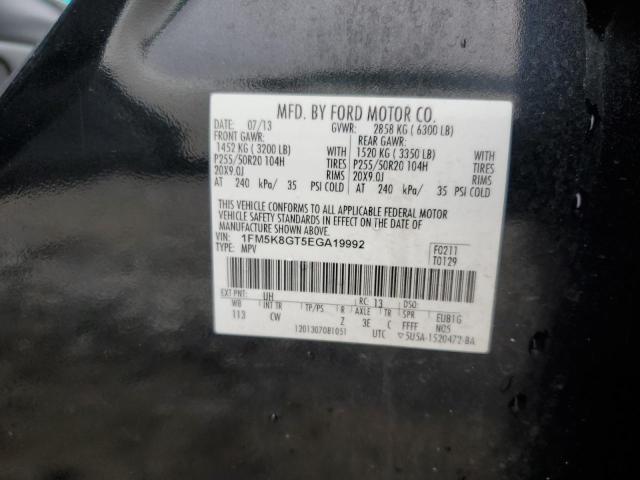 MFD. BY FORD MOTOR CO.
DATE: 07/13 GVWR: 2858 KG ( 6300 LB)
FRONT GAWR: REAR GAWR:
1452 KG ( 3200 LB) 1520 KG ( 3350 LB)
P255/50R20 104H TIRES P255/50R20 104H TIRES
20X9.0J RIMS 20X9.0J RIMS
AT 240 kPa/ 35 PSI COLD AT 240 kPa/ 35 PSI COLD
THIS VEHICLE CONFORMS TO ALL APPLICABLE FEDERAL MOTOR
VEHICLE SAFETY STANDARDS IN EFFECT ON THE DATE OF
MANUFACTURE SHOWN ABOVE.
VIN: 1FM5K8GT5EGA19992 F0211
TYPE: MPV T0129
EXT PNT: UH RC: 13 DSO:
WB INT TR TP/PS R AXLE TR SPR EUB1G
113 CW Z 3E C FFFF NQ5
1201307081051 UTC ▽5USA-1520472-BA